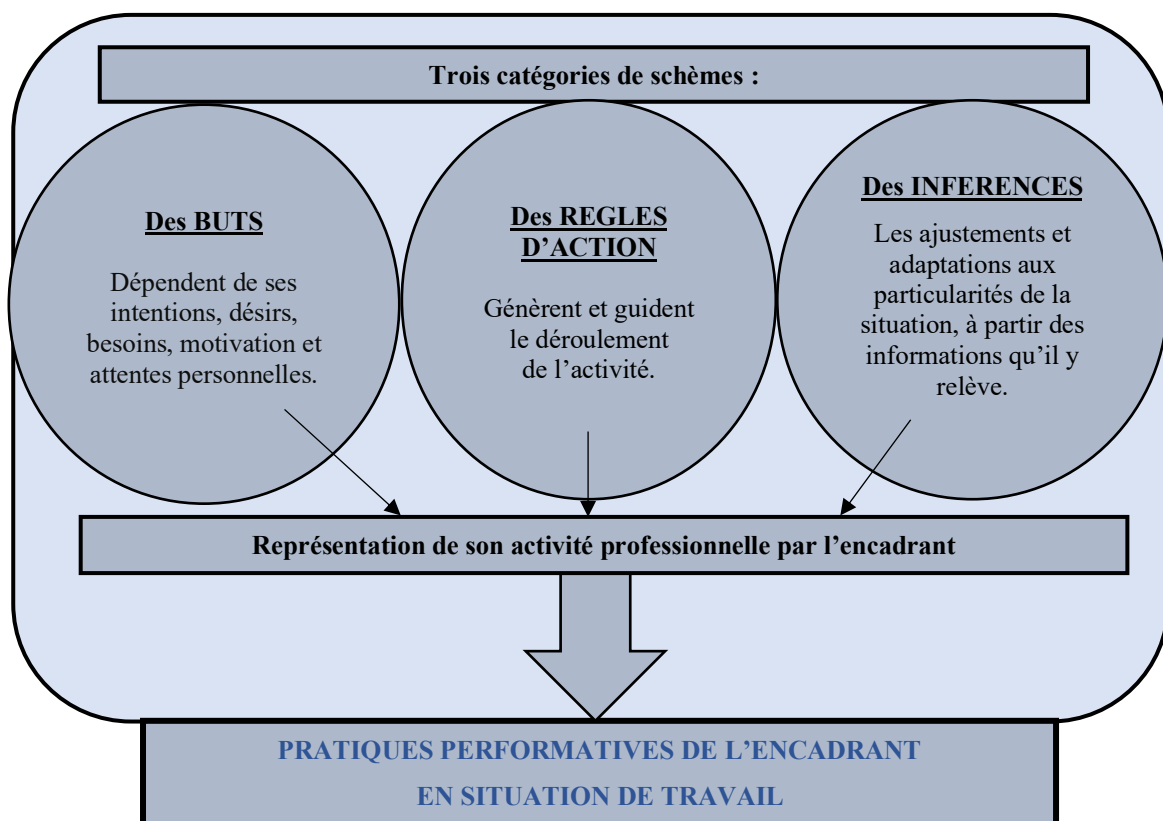 Trois catégories de schèmes :
Des BUTS
Dépendent de ses
intentions, désirs,
besoins, motivation et
attentes personnelles.
Des REGLES
D’ACTION
Génèrent et guident
le déroulement
de l’activité.
Des INFERENCES
Les ajustements et
adaptations aux
particularités de la
situation, à partir des
informations qu’il y
relève.
Représentation de son activité professionnelle par l’encadrant
PRATIQUES PERFORMATIVES DE L’ENCADRANT
EN SITUATION DE TRAVAIL